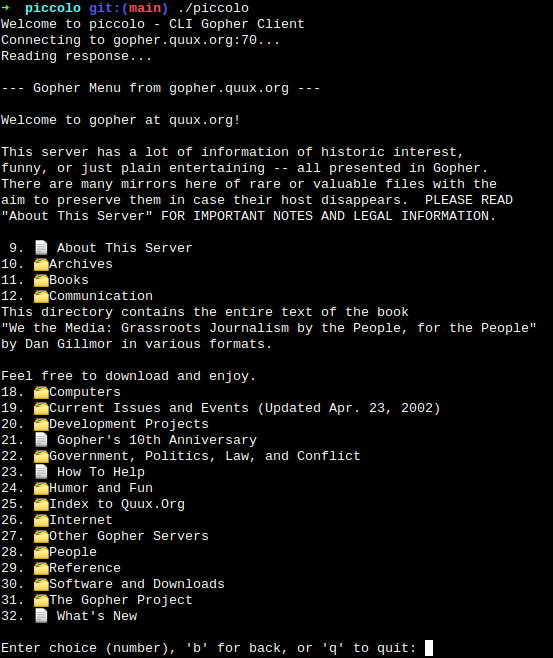 ➜  piccolo git:(main) ./piccolo
Welcome to piccolo - CLI Gopher Client
Connecting to gopher.quux.org:70...
Reading response...

--- Gopher Menu from gopher.quux.org ---

Welcome to gopher at quux.org!

This server has a lot of information of historic interest,
funny, or just plain entertaining -- all presented in Gopher.
There are many mirrors here of rare or valuable files with the
aim to preserve them in case their host disappears.  PLEASE READ
"About This Server" FOR IMPORTANT NOTES AND LEGAL INFORMATION.

 9. 📄 About This Server
10. 🗂️Archives
11. 🗂️Books
12. 🗂️Communication
This directory contains the entire text of the book
"We the Media: Grassroots Journalism by the People, for the People"
by Dan Gillmor in various formats.

Feel free to download and enjoy.
18. 🗂️Computers
19. 🗂️Current Issues and Events (Updated Apr. 23, 2002)
20. 🗂️Development Projects
21. 📄 Gopher's 10th Anniversary
22. 🗂️Government, Politics, Law, and Conflict
23. 📄 How To Help
24. 🗂️Humor and Fun
25. 🗂️Index to Quux.Org
26. 🗂️Internet
27. 🗂️Other Gopher Servers
28. 🗂️People
29. 🗂️Reference
30. 🗂️Software and Downloads
31. 🗂️The Gopher Project
32. 📄 What's New

Enter choice (number), 'b' for back, or 'q' to quit: